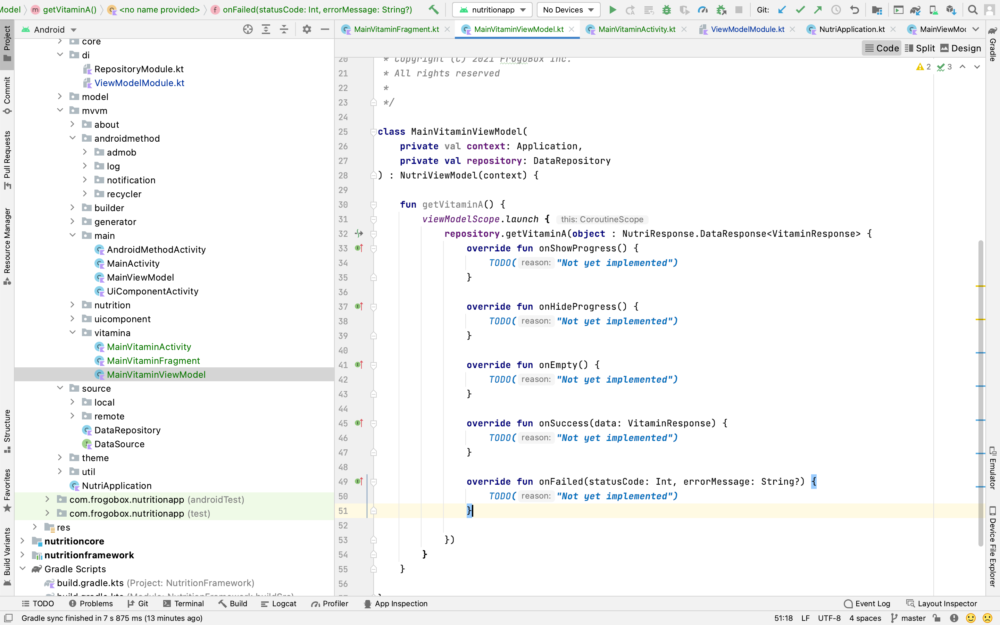 Model getVitaminA() <no name provided> onFailed(statusCode: Int, errorMessage: String?)
nutritionapp No Devices Git:
Project
Commit
Pull Requests
Resource Manager
Structure
Favorites
Build Variants
Android
core
di
RepositoryModule.kt
ViewModelModule.kt
model
mvvm
about
androidmethod
admob
log
notification
recycler
builder
generator
main
AndroidMethodActivity
MainActivity
MainViewModel
UiComponentActivity
nutrition
uicomponent
vitamina
MainVitaminActivity
MainVitaminFragment
MainVitaminViewModel
source
local
remote
DataRepository
DataSource
theme
util
NutriApplication
com.frogobox.nutritionapp (androidTest)
com.frogobox.nutritionapp (test)
res
nutritioncore
nutritionframework
Gradle Scripts
build.gradle.kts (Project: NutritionFramework)
build.gradle.kts (Module: NutritionFramework.buildSrc)
MainVitaminFragment.kt MainVitaminViewModel.kt MainVitaminActivity.kt ViewModelModule.kt NutriApplication.kt MainViewMo
Code Split Design
2 3
20 * Copyright (C) 2021 FrogoBox Inc.
21 * All rights reserved
22 *
23 */
24
25 class MainVitaminViewModel(
26 private val context: Application,
27 private val repository: DataRepository
28 ) : NutriViewModel(context) {
29
30 fun getVitaminA() {
31 viewModelScope.launch { this: CoroutineScope
32 repository.getVitaminA(object : NutriResponse.DataResponse<VitaminResponse> {
33 override fun onShowProgress() {
34 TODO( reason: "Not yet implemented")
35 }
36
37 override fun onHideProgress() {
38 TODO( reason: "Not yet implemented")
39 }
40
41 override fun onEmpty() {
42 TODO( reason: "Not yet implemented")
43 }
44
45 override fun onSuccess(data: VitaminResponse) {
46 TODO( reason: "Not yet implemented")
47 }
48
49 override fun onFailed(statusCode: Int, errorMessage: String?) {
50 TODO( reason: "Not yet implemented")
51 }
52
53 })
54 }
55 }
56
Gradle
Emulator
Device File Explorer
TODO Problems Git Terminal Build Logcat Profiler App Inspection Event Log Layout Inspector
Gradle sync finished in 7 s 875 ms (13 minutes ago) 51:18 LF UTF-8 4 spaces master